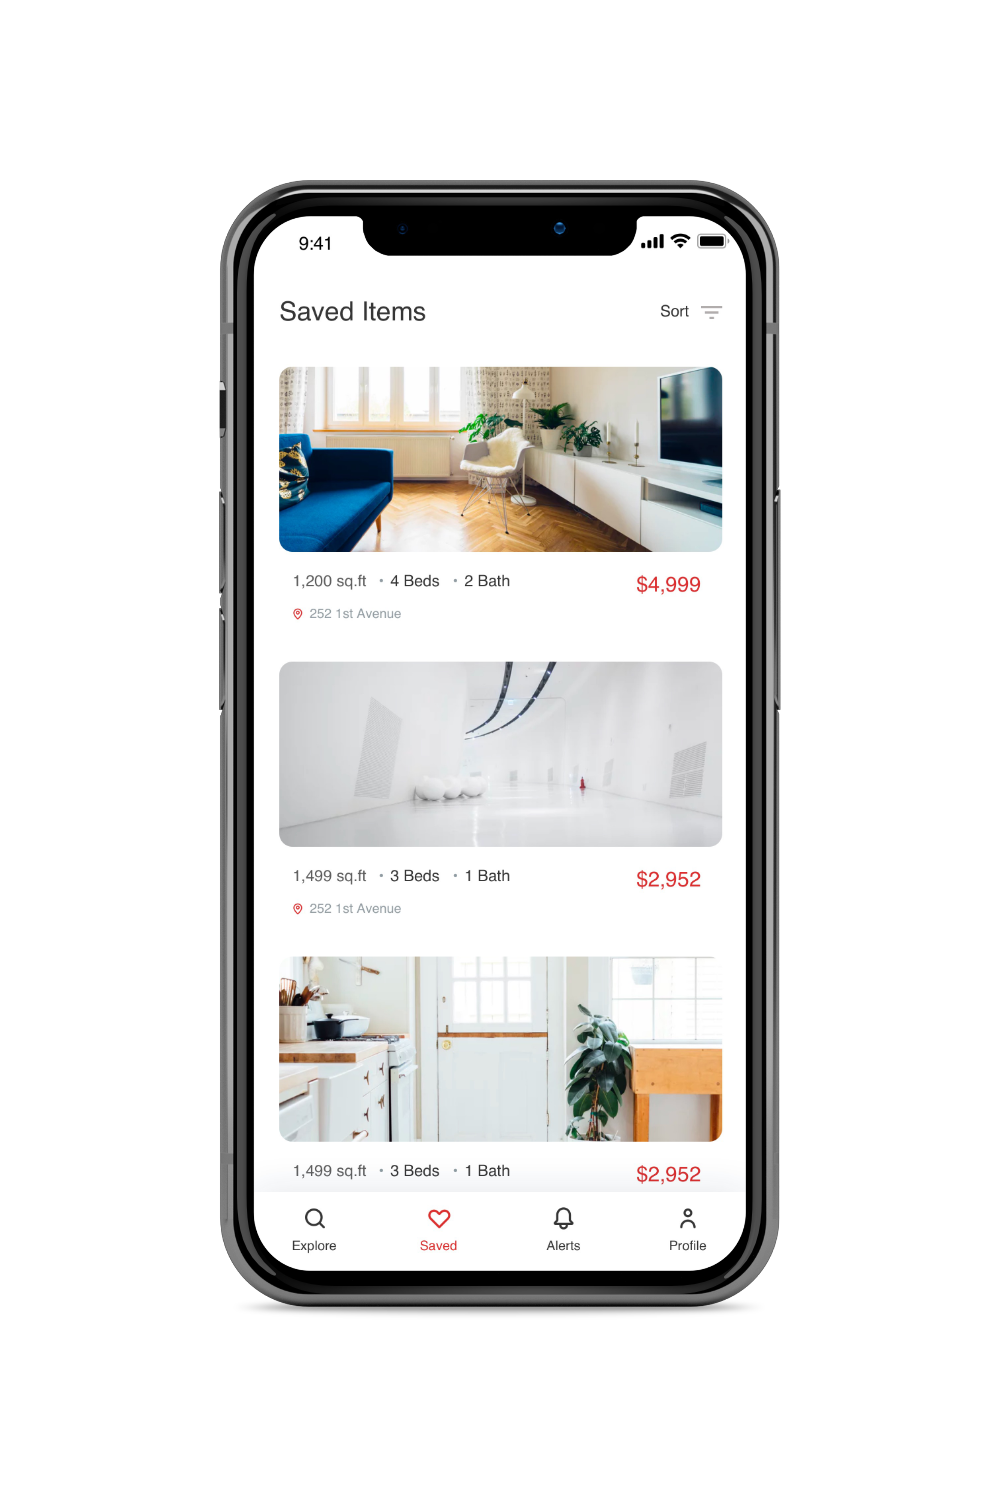 9:41
Saved Items Sort
1,200 sq.ft • 4 Beds • 2 Bath $4,999
252 1st Avenue
1,499 sq.ft • 3 Beds • 1 Bath $2,952
252 1st Avenue
1,499 sq.ft • 3 Beds • 1 Bath $2,952
Explore Saved Alerts Profile